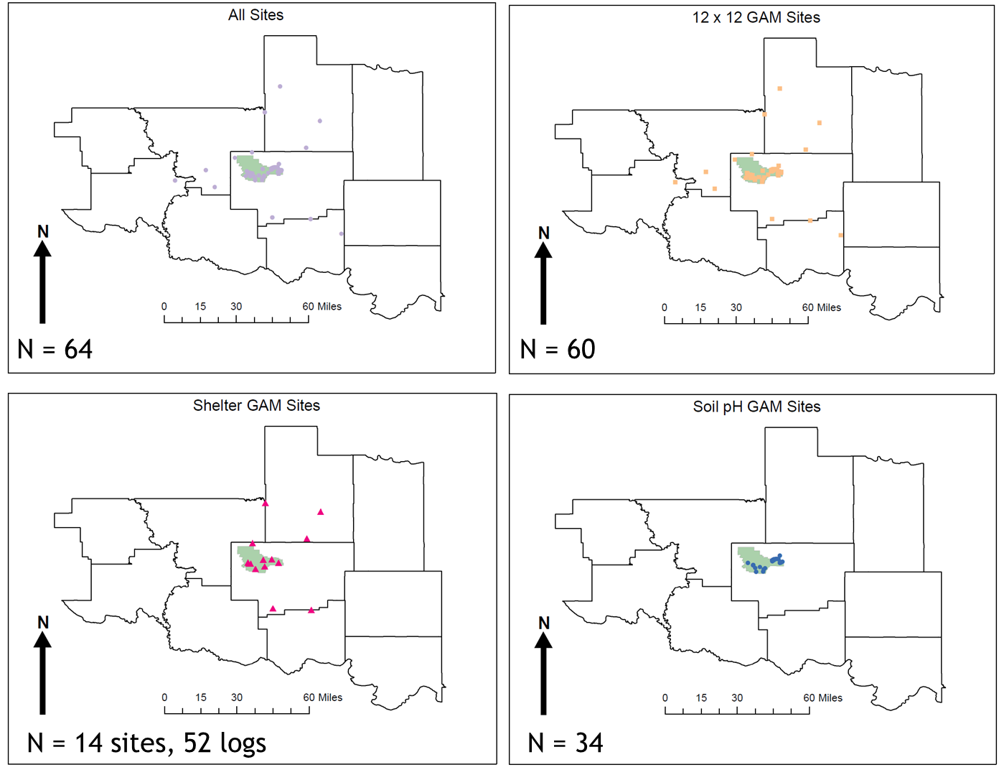 All Sites
N
0 15 30 60 Miles
N = 64
12 x 12 GAM Sites
N
0 15 30 60 Miles
N = 60
Shelter GAM Sites
N
0 15 30 60 Miles
N = 14 sites, 52 logs
Soil pH GAM Sites
N
0 15 30 60 Miles
N = 34